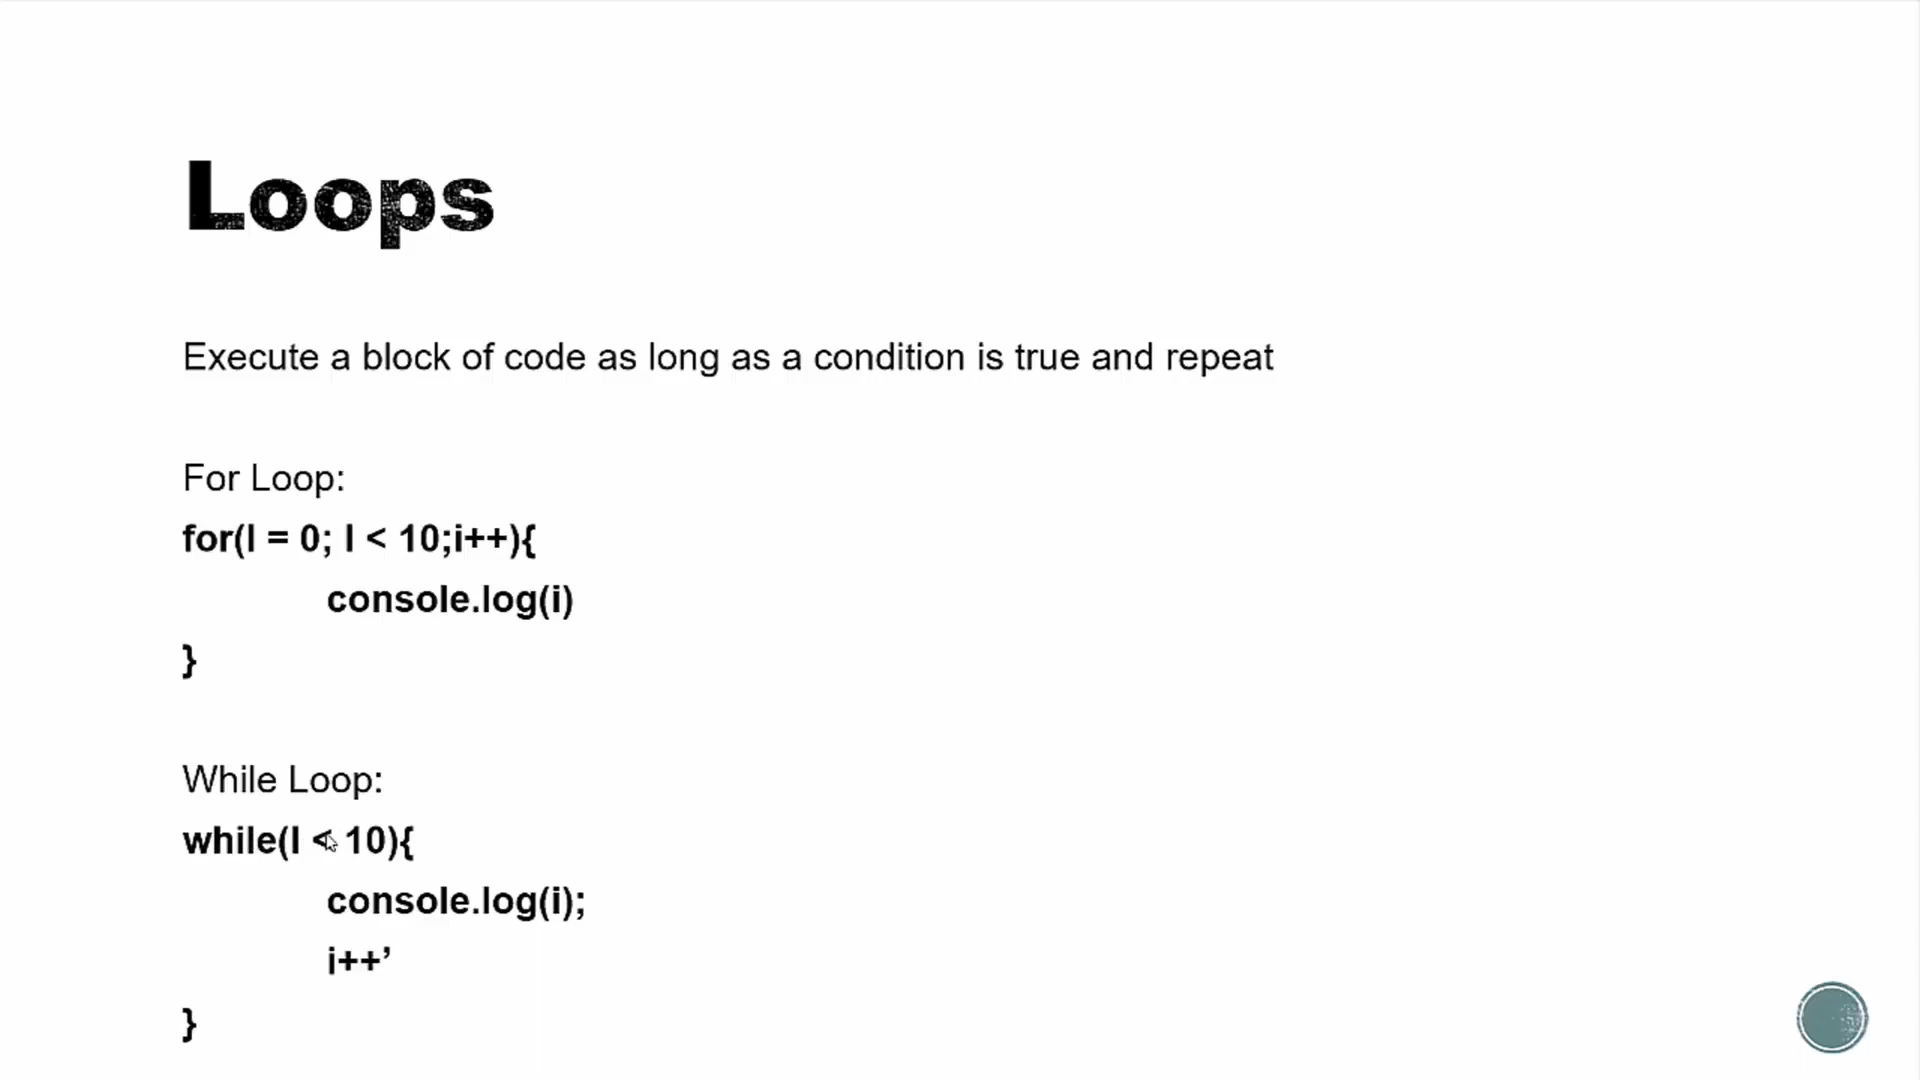 Loops
Execute a block of code as long as a condition is true and repeat
For Loop:
for(I = 0; I < 10;i++){
console.log(i)
}
While Loop:
while(I < 10){
console.log(i);
i++’
}